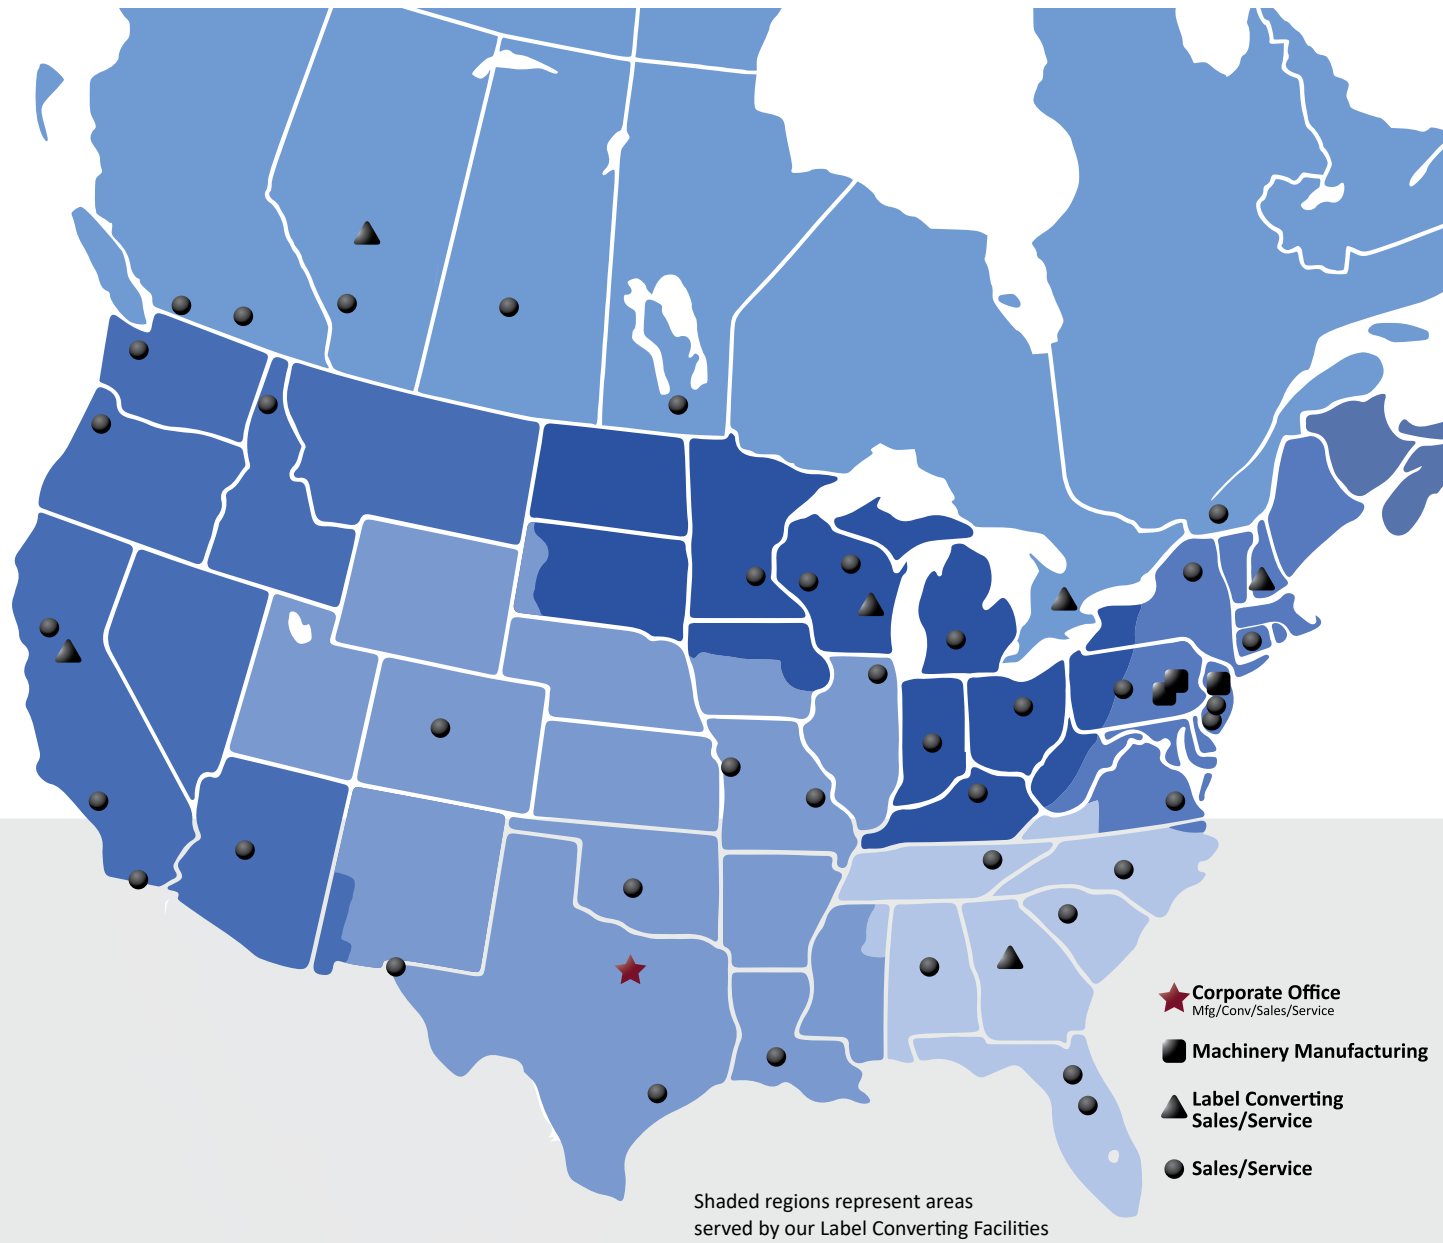 Corporate Office
Mfg/Conv/Sales/Service
Machinery Manufacturing
Label Converting
Sales/Service
Sales/Service
Shaded regions represent areas
served by our Label Converting Facilities